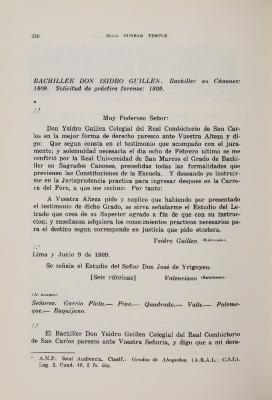 350
ELLA DUNBAR TEMPLE
BACHILLER DON ISIDRO GUILLEN. Bachiller en Cánones:
1809. Solicitud de práctica forense: 1809.
Muy Poderoso Señor:
Don Ysidro Guillen Colegial del Real Combictorio de San Car-
los en la mejor forma de derecho paresco ante Vuestra Alteza y di-
go: Que segun consta en el testimonio que acompaño con el jura-
mento; y solemnidad necesaria el dia ocho de Febrero ultimo se me
confirió por la Real Universidad de San Marcos el Grado de Bachi-
ller en Sagrados Canones, precedidas todas las formalidades que
previenen las Constituciones de la Escuela. Y deseando yo instruir-
me en la Jurisprudencia practica para ingresar despues en la Carre-
ra del Foro, a que me inclino: Por tanto:
A Vuestra Alteza pido y suplico que habiendo por presentado
el testimonio de dicho Grado, se sirva señalarme el Estudio del Le-
trado que crea de su Superior agrado a fin de que con su instruc-
cion; y enseñanza adquiera los conocimientos practicos necesarios pa-
ra el destino segun corresponde en justicia que pido etcetera.
Ysidro Guillen (Rubricado).
Lima y Junio 9 de 1809.
Se señala el Estudio del Señor Don José de Yrigoyen.
[Seis rúbricas] Valenciano (Rubricado).
(Al margen)
Señores: Garcia Plata.— Pino.— Quadrado.— Valle.— Palome-
que.— Baquijano.
El Bachiller Don Ysidro Guillen Colegial del Real Combictorio
de San Carlos paresco ante Vuestra Señoria, y digo que a mi dere-
* A.N.P. Real Audiencia. Clasif.: Grados de Abogados. (A.R.A.L.; C.S.L).
Leg. 2, Cuad. 40, 2 fs. úts.